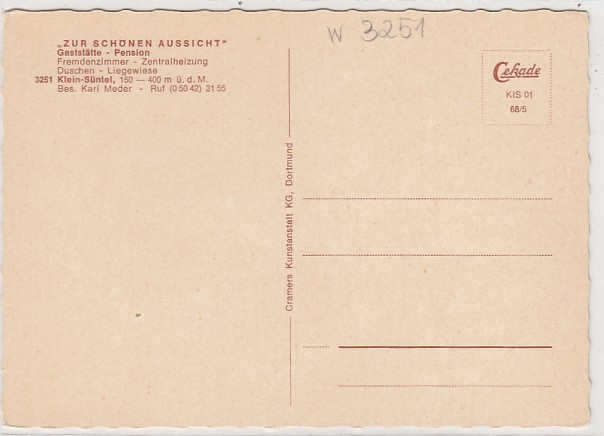 W 3251
„ZUR SCHÖNEN AUSSICHT"
Gaststätte - Pension
Fremdenzimmer - Zentralheizung
Duschen - Liegewiese
3251 Klein-Süntel, 150 — 400 m ü. d. M.
Bes. Karl Meder - Ruf (0 50 42) 31 55
Cramers Kunstanstalt KG, Dortmund
Cekade
KIS 01
68/5